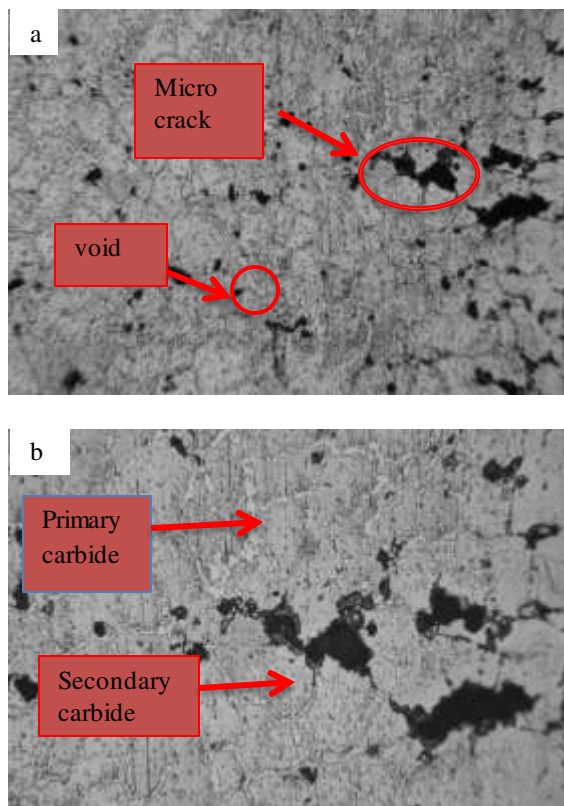 a
Micro
crack
void
b
Primary
carbide
Secondary
carbide